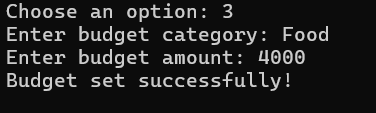 Choose an option: 3
Enter budget category: Food
Enter budget amount: 4000
Budget set successfully!